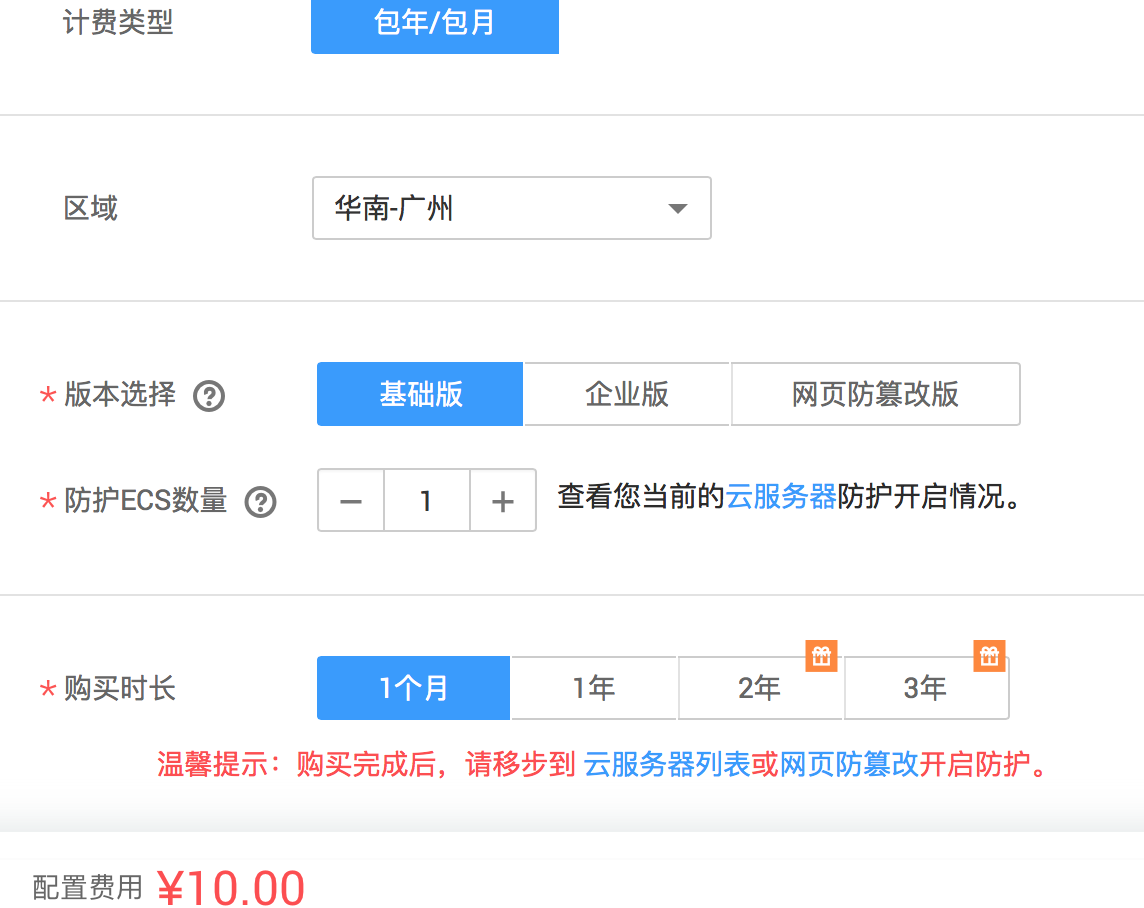 计费类型 包年/包月
区域 华南-广州
* 版本选择 ? 基础版 企业版 网页防篡改版
* 防护ECS数量 ? − 1 + 查看您当前的云服务器防护开启情况。
* 购买时长 1个月 1年 2年 3年
温馨提示：购买完成后，请移步到 云服务器列表或网页防篡改开启防护。
配置费用 ¥10.00